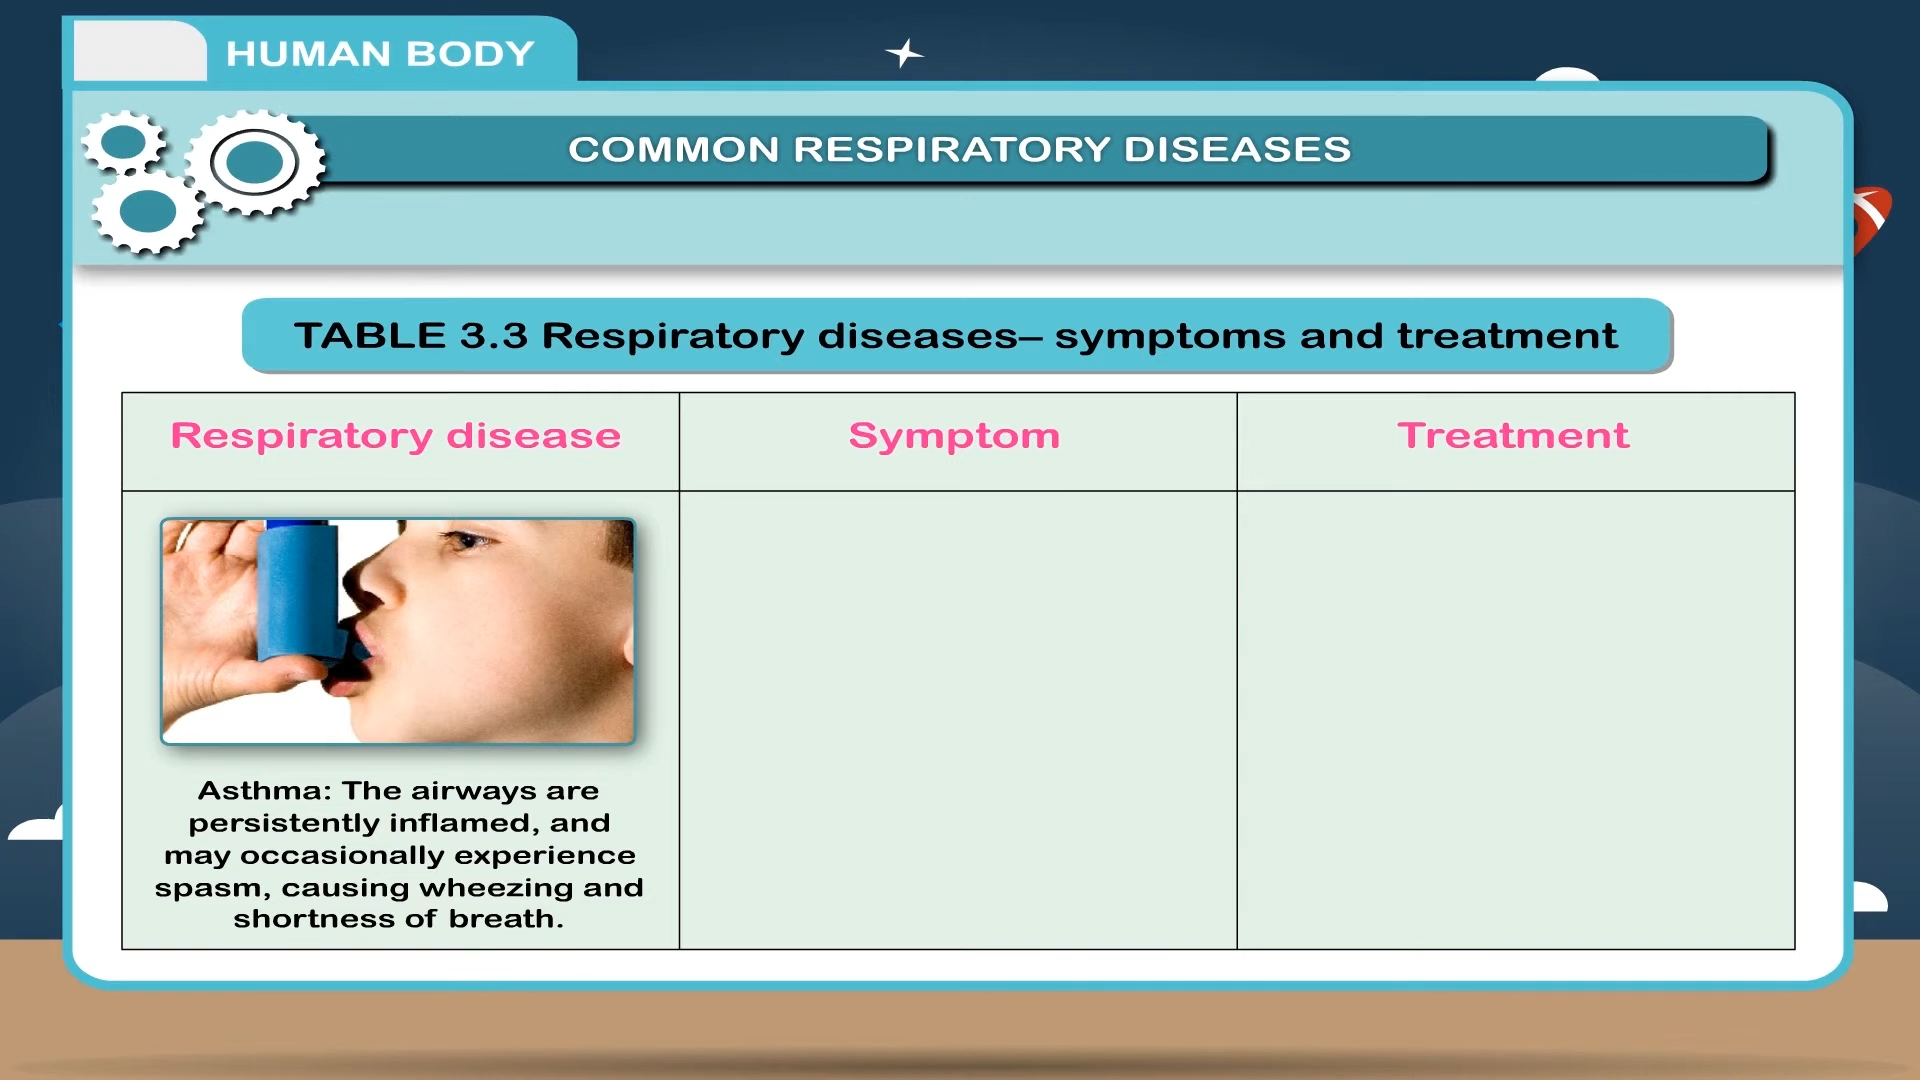 HUMAN BODY
COMMON RESPIRATORY DISEASES
TABLE 3.3 Respiratory diseases– symptoms and treatment
Respiratory disease
Symptom
Treatment
Asthma: The airways are
persistently inflamed, and
may occasionally experience
spasm, causing wheezing and
shortness of breath.